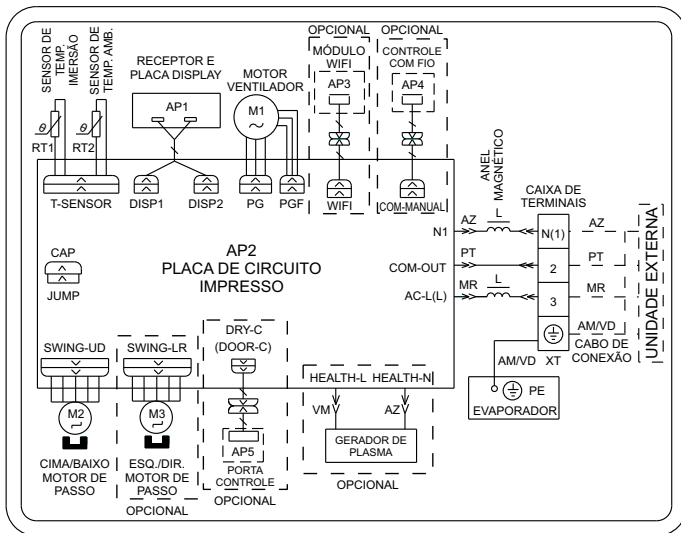 SENSOR DE
TEMP.
IMERSÃO
SENSOR DE
TEMP. AMB.
RECEPTOR E
PLACA DISPLAY
MOTOR
VENTILADOR
OPCIONAL
MÓDULO
WIFI
OPCIONAL
CONTROLE
COM FIO
AP1
M1
~
AP3
AP4
θ
RT1
θ
RT2
T-SENSOR
DISP1
DISP2
PG
PGF
WIFI
COM-MANUAL
ANEL
MAGNÉTICO
CAIXA DE
TERMINAIS
N1
AZ
L
N(1)
AZ
COM-OUT
PT
2
PT
AC-L(L)
MR
L
3
MR
AM/VD
CABO DE
CONEXÃO
UNIDADE EXTERNA
AM/VD
XT
PE
EVAPORADOR
AP2
PLACA DE CIRCUITO
IMPRESSO
CAP
JUMP
SWING-UD
SWING-LR
DRY-C
(DOOR-C)
HEALTH-L
HEALTH-N
M2
~
M3
~
VM
AZ
AP5
GERADOR DE
PLASMA
CIMA/BAIXO
MOTOR DE
PASSO
ESQ./DIR.
MOTOR DE
PASSO
PORTA
CONTROLE
OPCIONAL
OPCIONAL
OPCIONAL